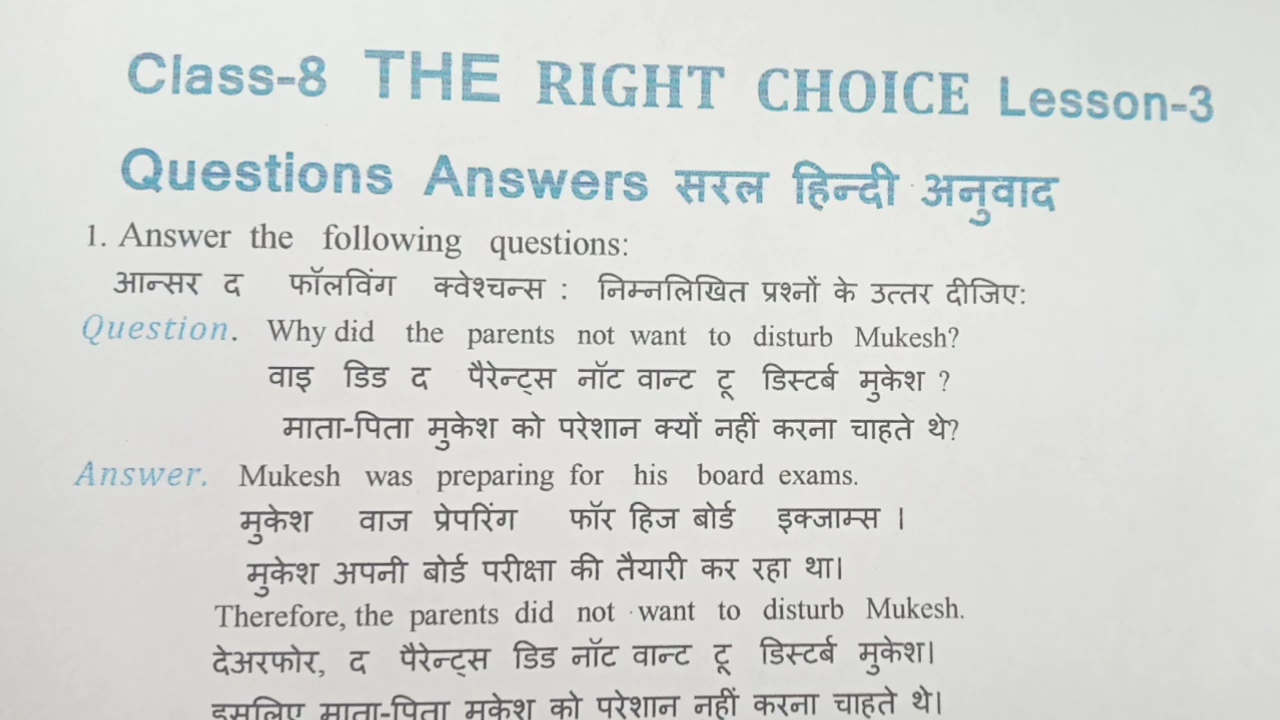 Class-8 THE RIGHT CHOICE Lesson-3
Questions Answers सरल हिन्दी अनुवाद
1. Answer the following questions:
आन्सर द फॉलविंग क्वेश्चन्स : निम्नलिखित प्रश्नों के उत्तर दीजिए:
Question. Why did the parents not want to disturb Mukesh?
वाइ डिड द पैरेन्ट्स नॉट वान्ट टू डिस्टर्ब मुकेश ?
माता-पिता मुकेश को परेशान क्यों नहीं करना चाहते थे?
Answer. Mukesh was preparing for his board exams.
मुकेश वाज प्रेपरिंग फॉर हिज बोर्ड इक्जाम्स ।
मुकेश अपनी बोर्ड परीक्षा की तैयारी कर रहा था।
Therefore, the parents did not want to disturb Mukesh.
देअरफोर, द पैरेन्ट्स डिड नॉट वान्ट टू डिस्टर्ब मुकेश।
इसलिए माता-पिता मुकेश को परेशान नहीं करना चाहते थे।